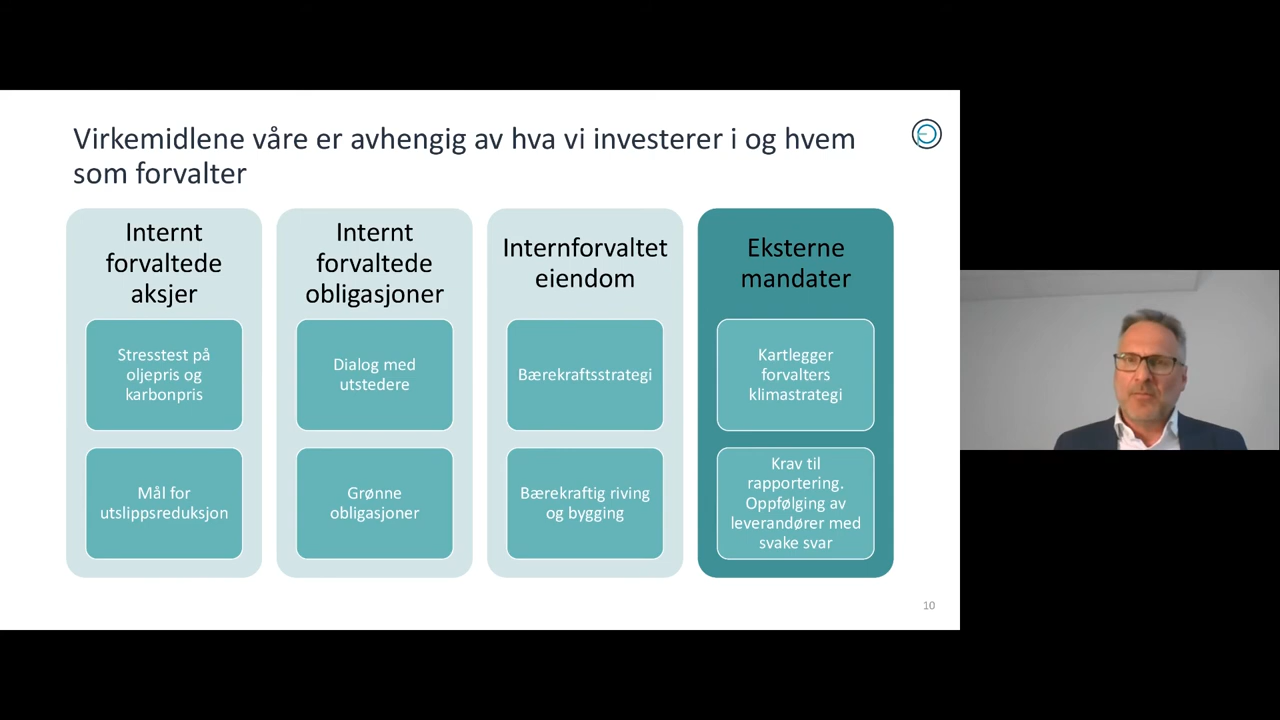 Virkemidlene våre er avhengig av hva vi investerer i og hvem
som forvalter
Internt
forvaltede
aksjer
Stresstest på
oljepris og
karbonpris
Mål for
utslippsreduksjon
Internt
forvaltede
obligasjoner
Dialog med
utstedere
Grønne
obligasjoner
Internforvaltet
eiendom
Bærekraftsstrategi
Bærekraftig riving
og bygging
Eksterne
mandater
Kartlegger
forvalters
klimastrategi
Krav til
rapportering.
Oppfølging av
leverandører med
svake svar
10